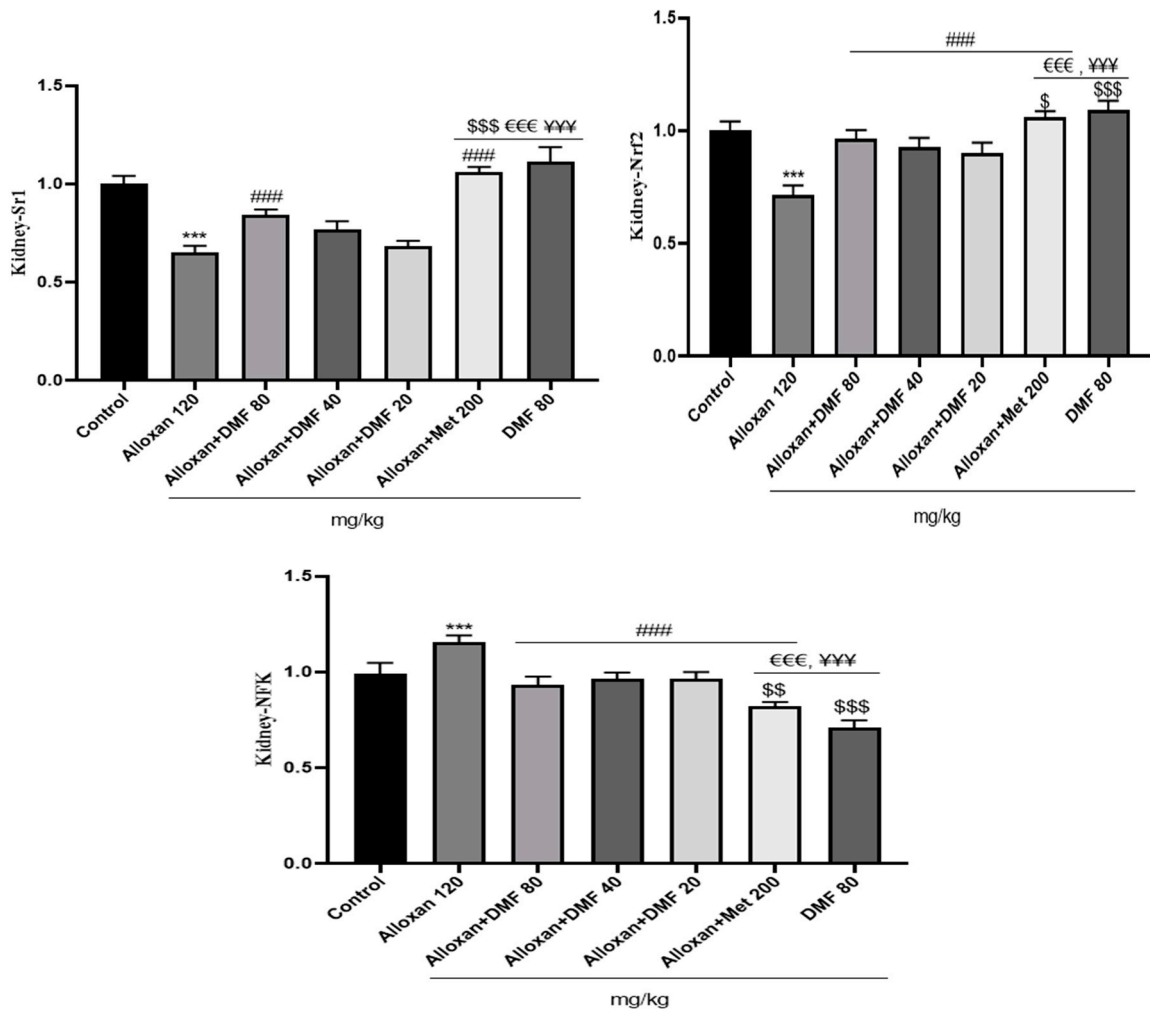 Kidney-Sr1
1.5
1.0
0.5
0.0
$$$ €€€ ¥¥¥
###
###
***
Control
Alloxan 120
Alloxan+DMF 80
Alloxan+DMF 40
Alloxan+DMF 20
Alloxan+Met 200
DMF 80
mg/kg
Kidney-Nrf2
1.5
1.0
0.5
0.0
###
€€€ , ¥¥¥
$
$$$
***
Control
Alloxan 120
Alloxan+DMF 80
Alloxan+DMF 40
Alloxan+DMF 20
Alloxan+Met 200
DMF 80
mg/kg
Kidney-NFK
1.5
1.0
0.5
0.0
***
###
€€€, ¥¥¥
$$
$$$
Control
Alloxan 120
Alloxan+DMF 80
Alloxan+DMF 40
Alloxan+DMF 20
Alloxan+Met 200
DMF 80
mg/kg